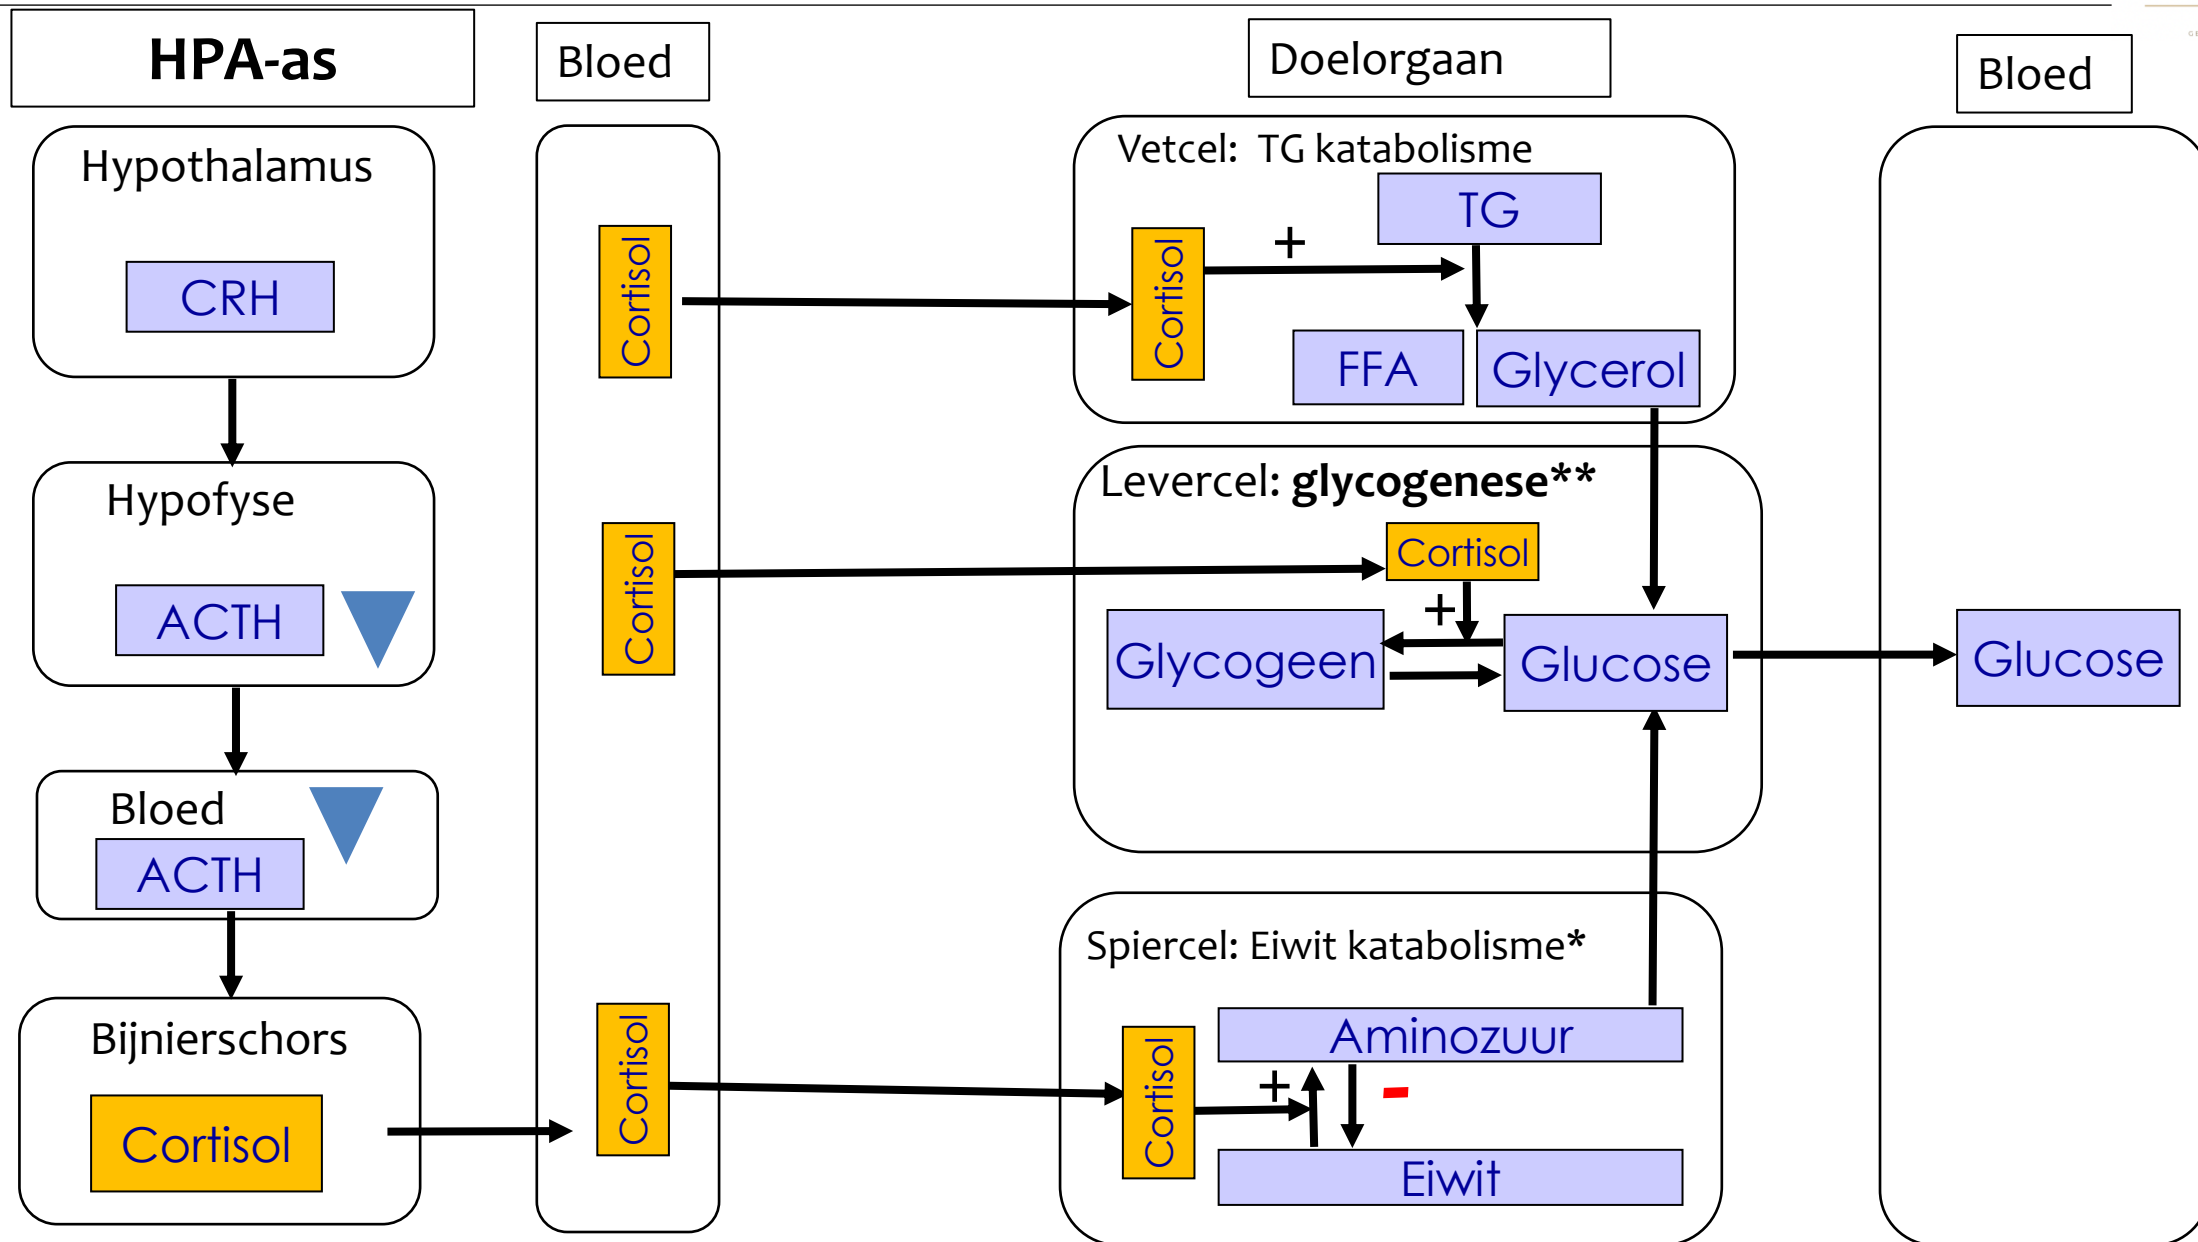 HPA-as
Bloed
Doelorgaan
Bloed
Hypothalamus
CRH
Hypofyse
ACTH
Bloed
ACTH
Bijnierschors
Cortisol
Cortisol
Cortisol
Cortisol
Vetcel: TG katabolisme
TG
Cortisol
+
FFA
Glycerol
Levercel: glycogenese**
Cortisol
+
Glycogeen
Glucose
Spiercel: Eiwit katabolisme*
Cortisol
+
Aminozuur
-
Eiwit
Glucose